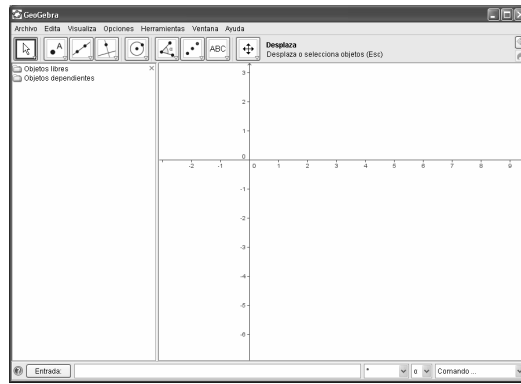 GeoGebra
Archivo Edita Visualiza Opciones Herramientas Ventana Ayuda
A
ABC
Desplaza
Desplaza o selecciona objetos (Esc)
Objetos libres
Objetos dependientes
3
2
1
0
-2 -1 0 1 2 3 4 5 6 7 8 9
-1
-2
-3
-4
-5
-6
Entrada:
Comando ...